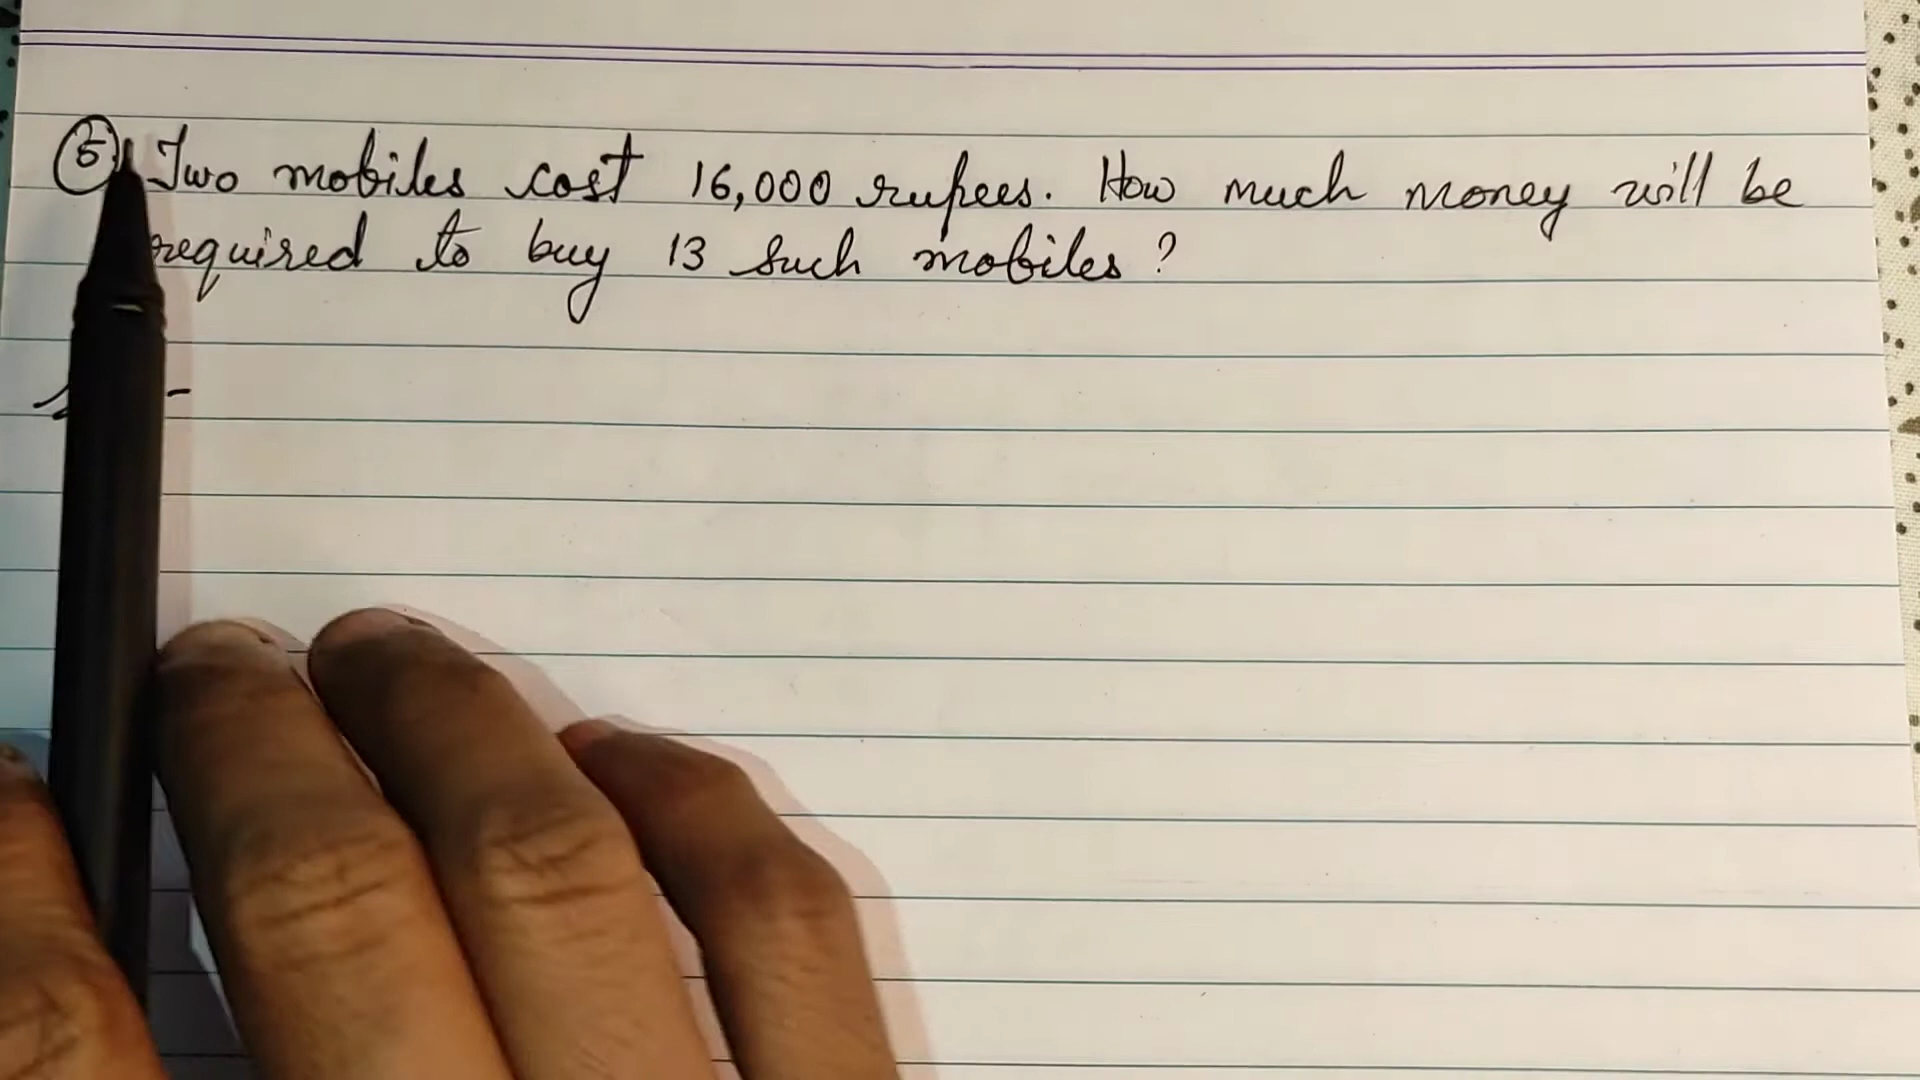 5 Two mobiles cost 16,000 rupees. How much money will be
required to buy 13 such mobiles ?